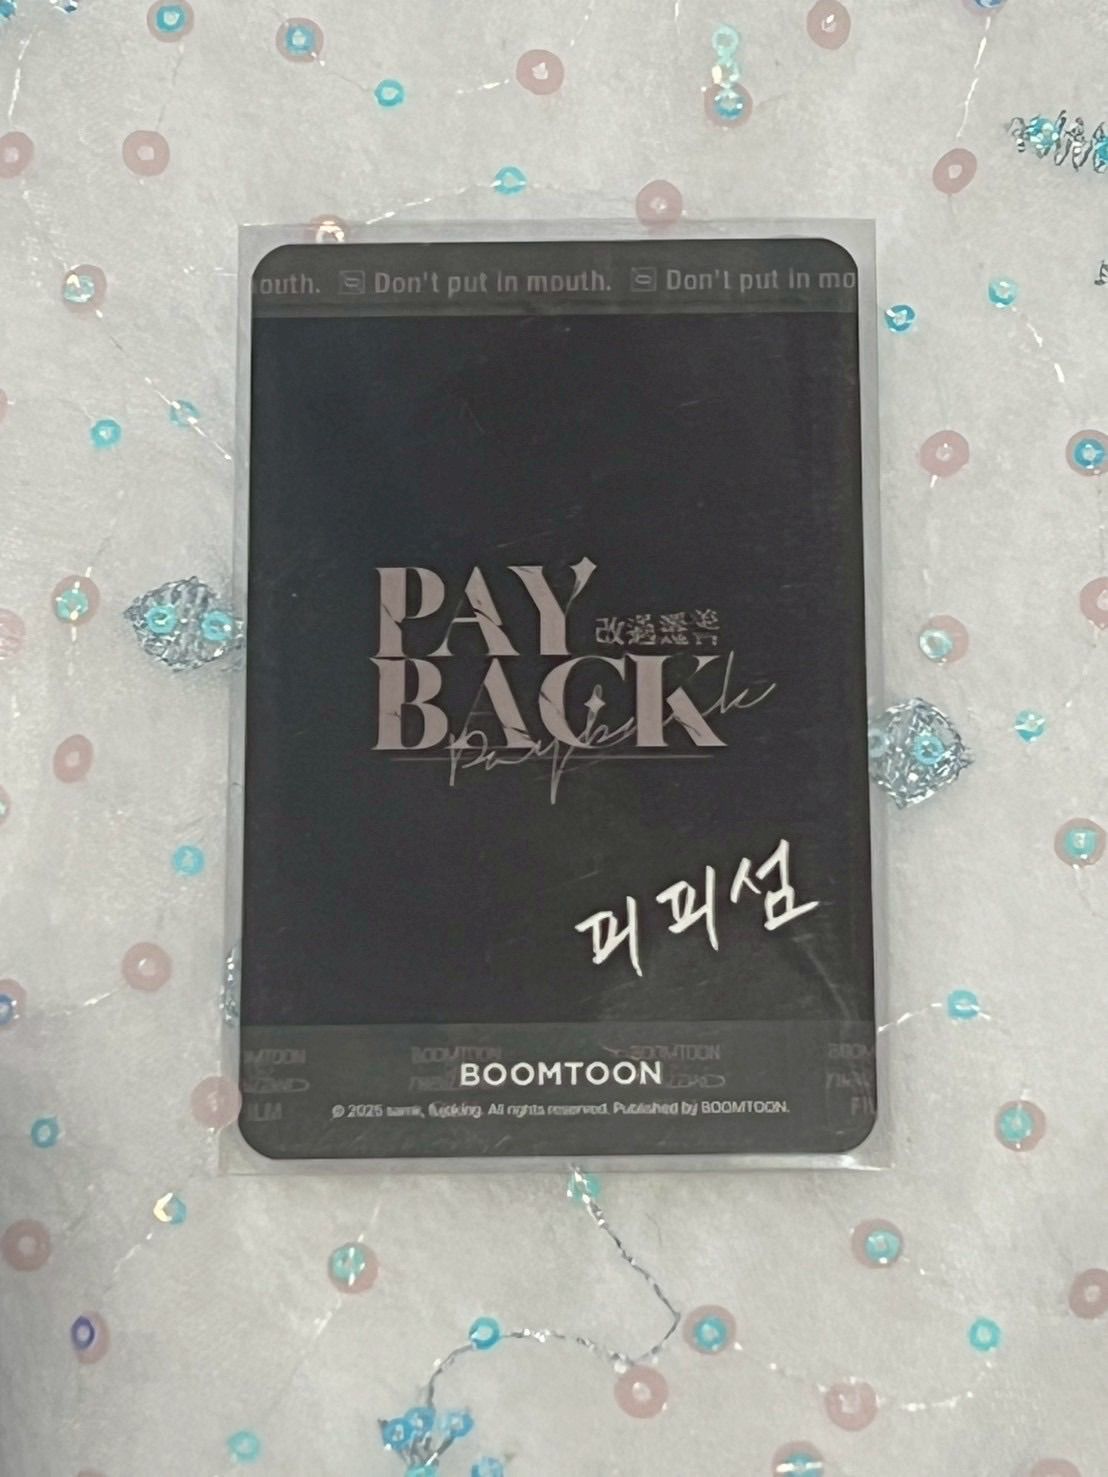 outh. Don't put in mouth. Don't put in mo
PAY
BACK
Payback
피피섬
BOOMTOON
© 2025 samk, fujoking. All rights reserved. Published by BOOMTOON.